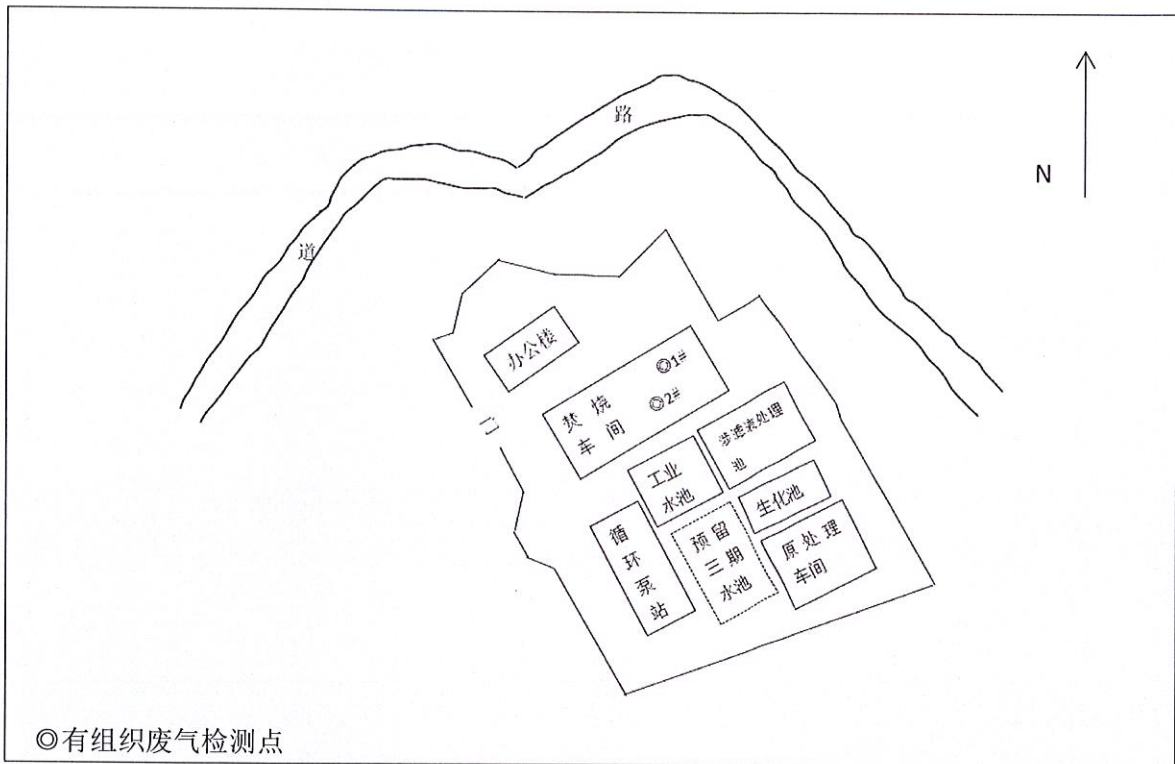 路
N
道
办公楼
◎1#
焚烧
◎2#
车间
渗滤表处理
池
工业
水池
生化池
循
环
泵
站
预留
三期
水池
原处理
车间
◎有组织废气检测点